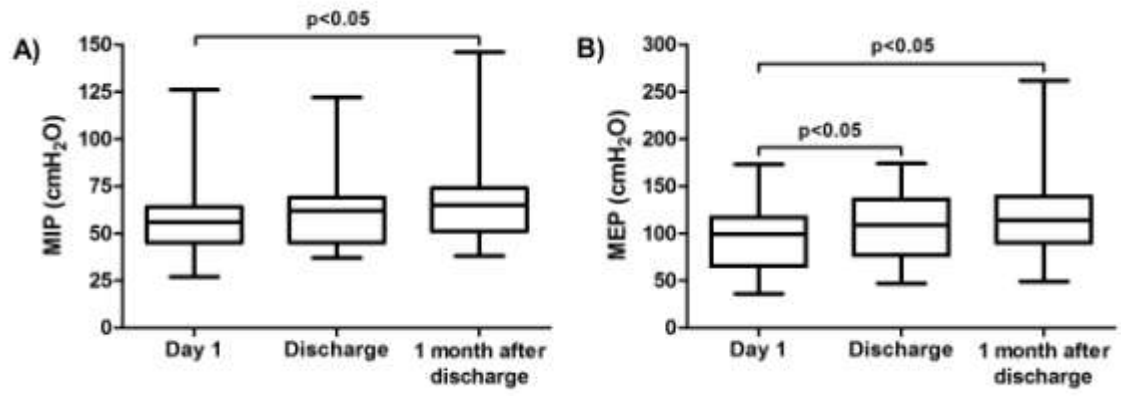 A)
p<0.05
MIP (cmH₂O)
150
125
100
75
50
25
0
Day 1
Discharge
1 month after
discharge
B)
p<0.05
p<0.05
MEP (cmH₂O)
300
250
200
150
100
50
0
Day 1
Discharge
1 month after
discharge